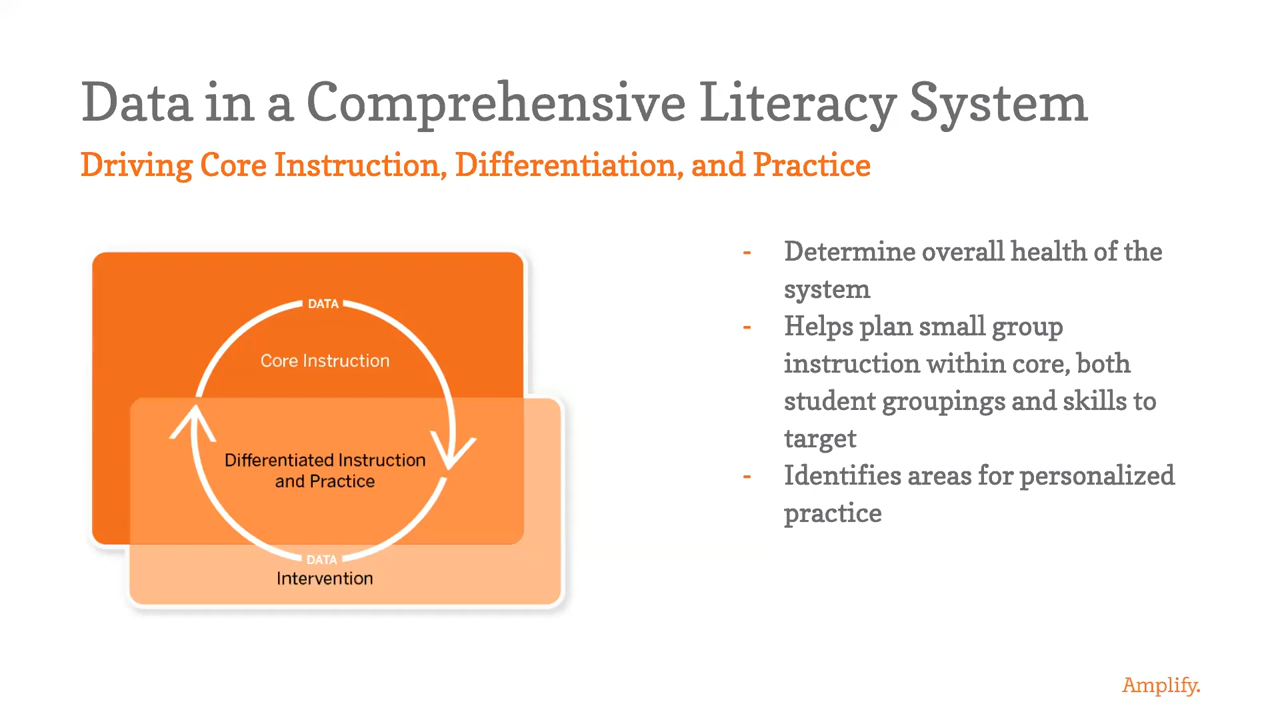 Data in a Comprehensive Literacy System
Driving Core Instruction, Differentiation, and Practice
DATA
Core Instruction
Differentiated Instruction
and Practice
DATA
Intervention
- Determine overall health of the
system
- Helps plan small group
instruction within core, both
student groupings and skills to
target
- Identifies areas for personalized
practice
Amplify.